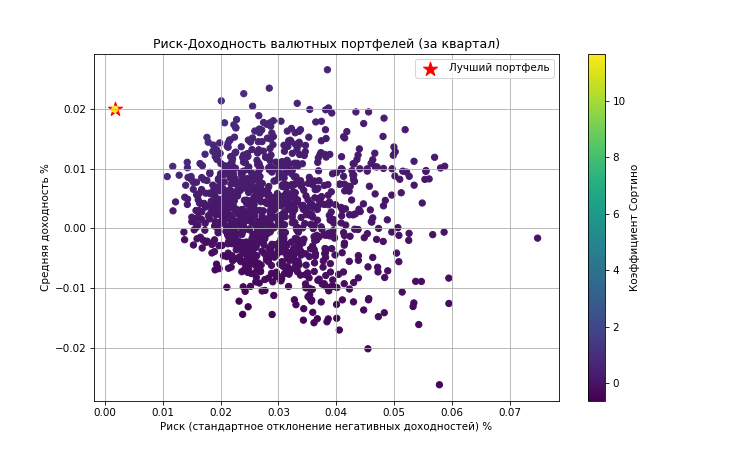 Риск-Доходность валютных портфелей (за квартал)
Лучший портфель
Средняя доходность %
0.02
0.01
0.00
−0.01
−0.02
0.00 0.01 0.02 0.03 0.04 0.05 0.06 0.07
Риск (стандартное отклонение негативных доходностей) %
10
8
6
4
2
0
Коэффициент Сортино